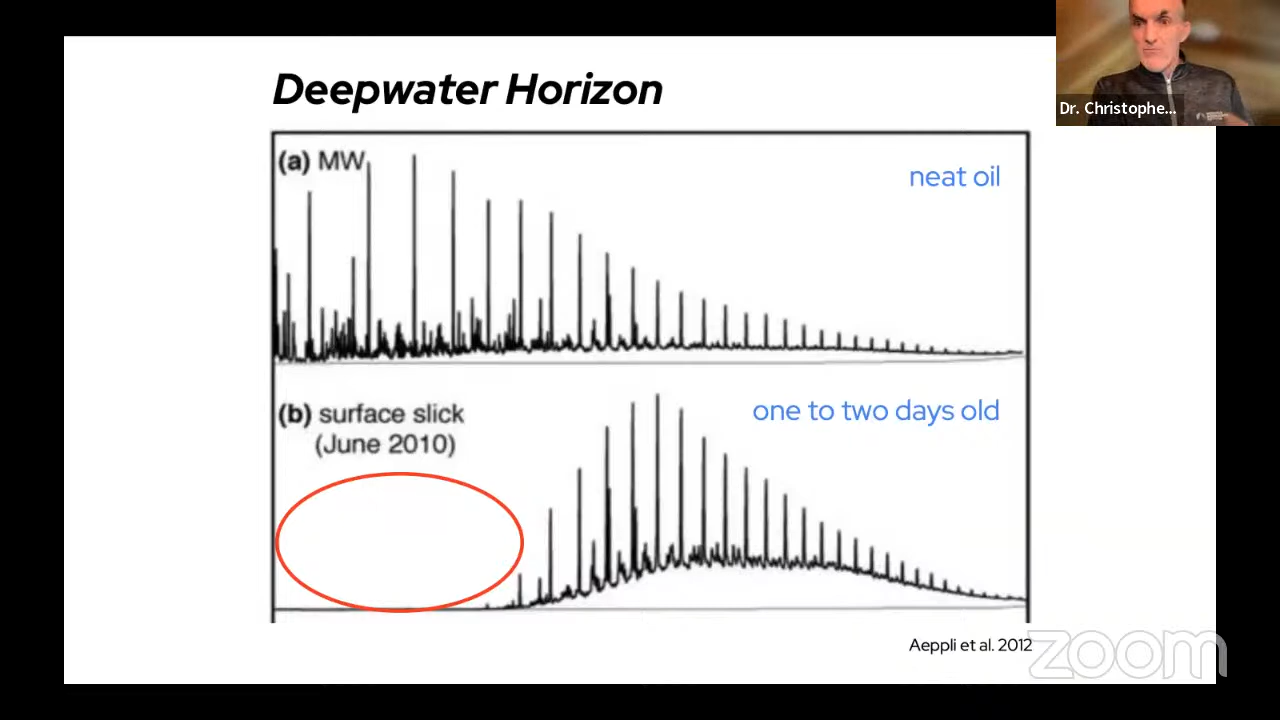 Deepwater Horizon
Dr. Christophe...
(a) MW
neat oil
(b) surface slick
(June 2010)
one to two days old
Aeppli et al. 2012
zoom